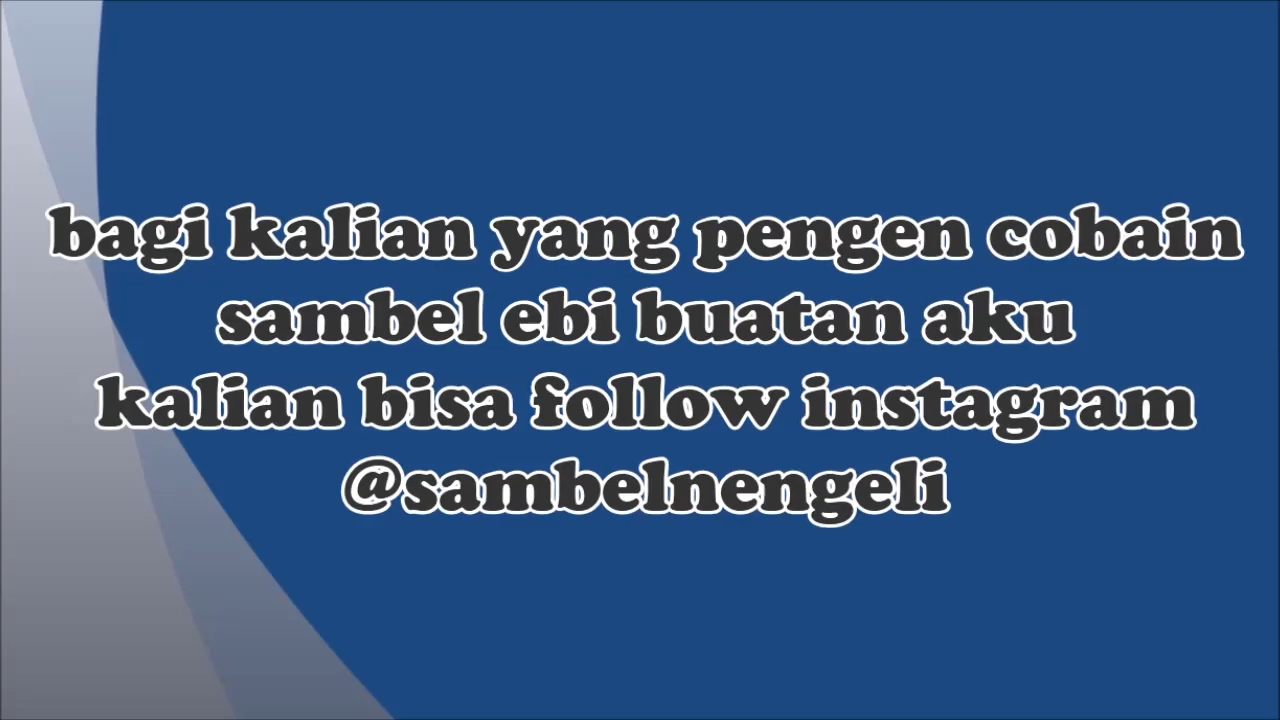 bagi kalian yang pengen cobain
sambel ebi buatan aku
kalian bisa follow instagram
@sambelnengeli